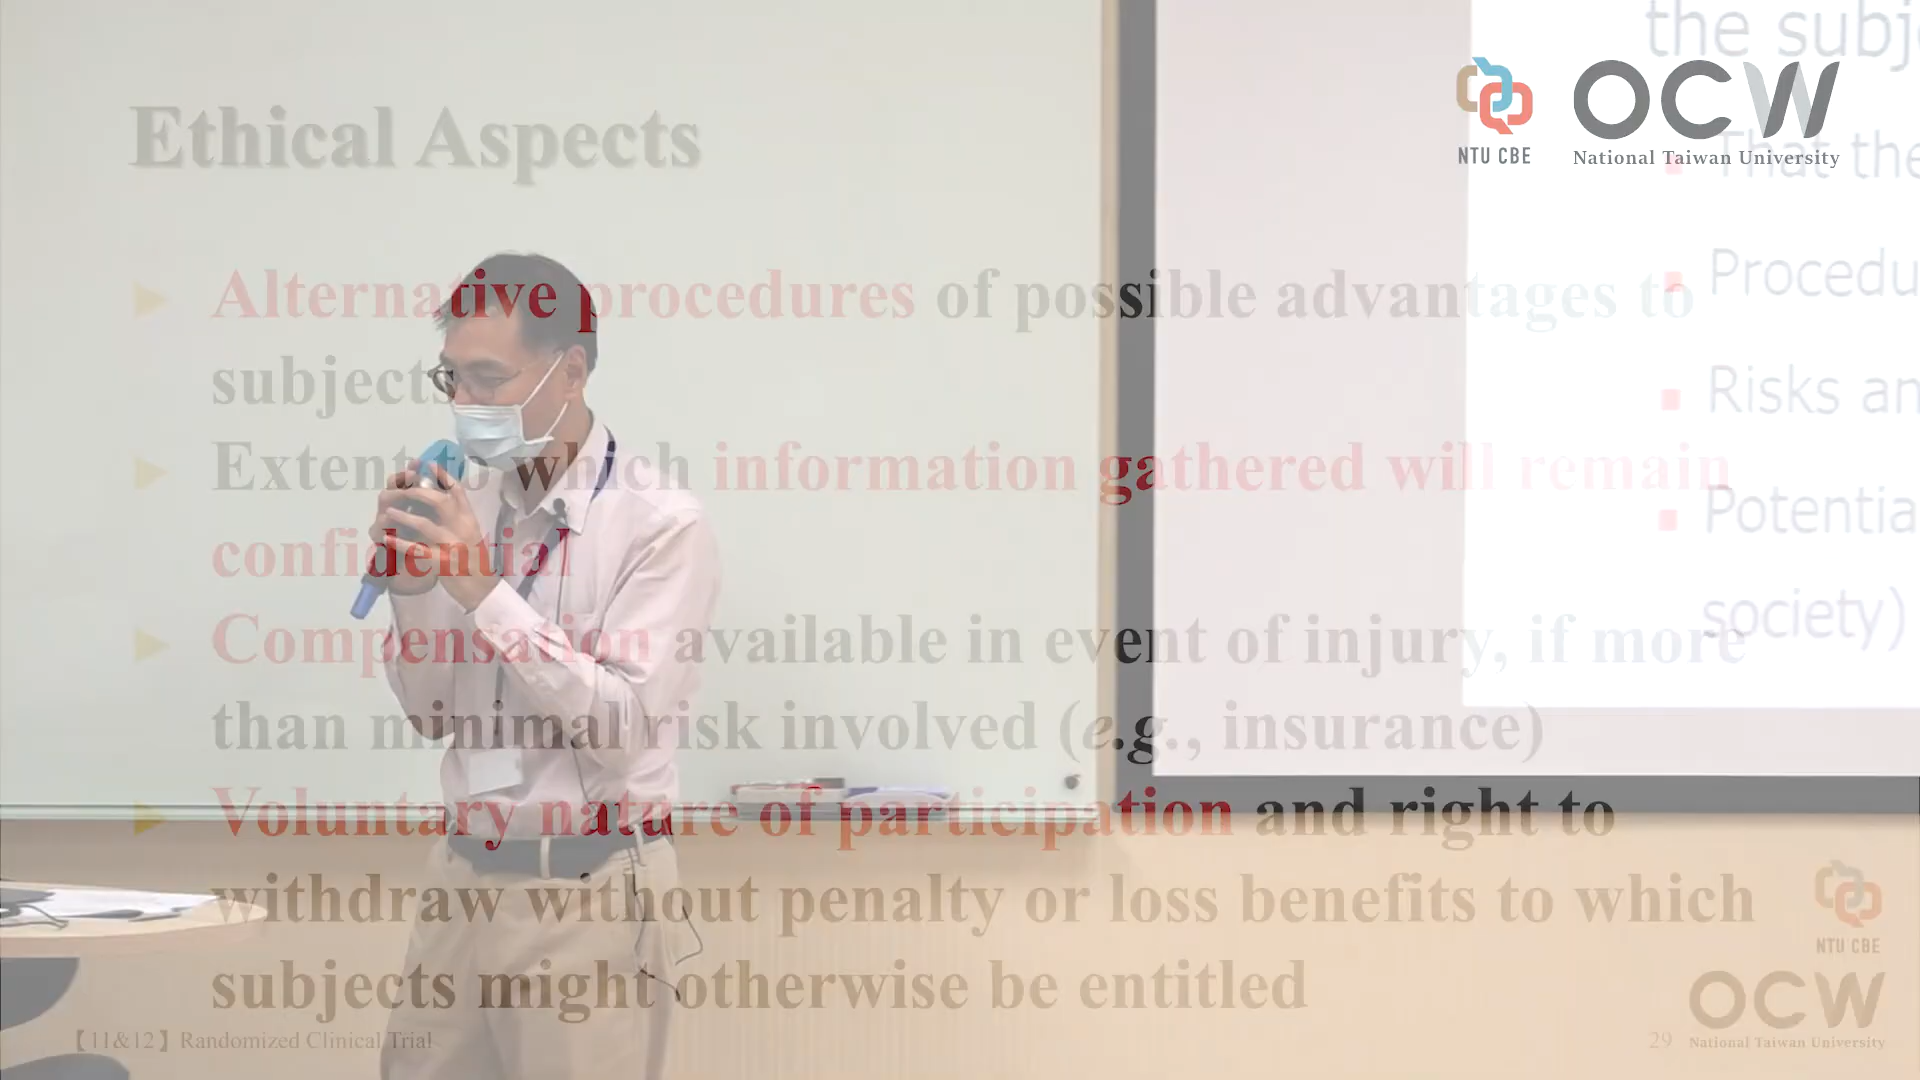 Ethical Aspects
Alternative procedures of possible advantages to
subjects
Extent to which information gathered will remain
confidential
Compensation available in event of injury, if more
than minimal risk involved (e.g., insurance)
Voluntary nature of participation and right to
withdraw without penalty or loss benefits to which
subjects might otherwise be entitled
【11&12】Randomized Clinical Trial
29
the subj
That the
Procedu
Risks an
Potentia
society)
NTU CBE
OCW
National Taiwan University
NTU CBE
OCW
National Taiwan University